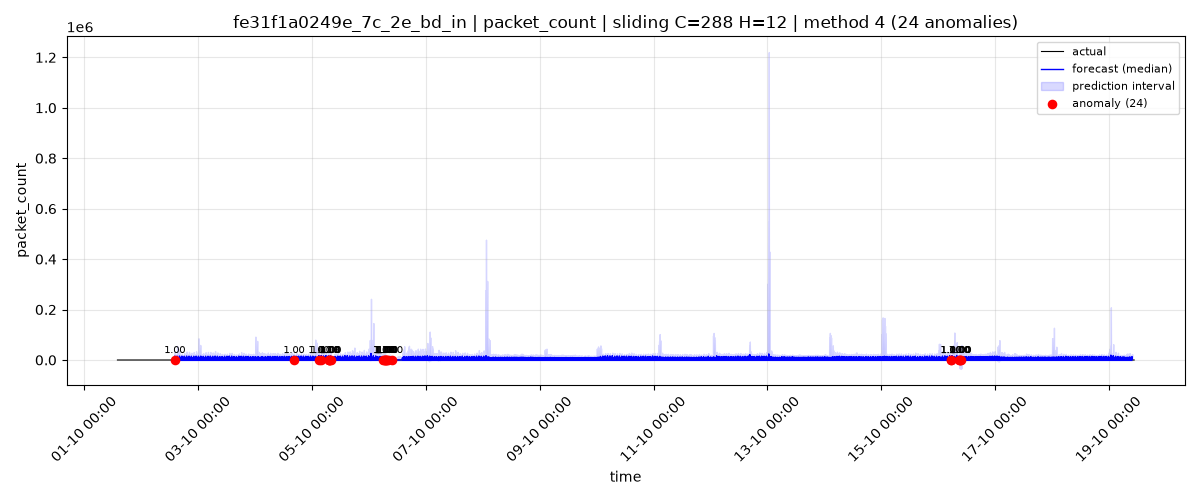 fe31f1a0249e_7c_2e_bd_in | packet_count | sliding C=288 H=12 | method 4 (24 anomalies)
1e6
actual
forecast (median)
prediction interval
anomaly (24)
1.2
1.0
0.8
0.6
0.4
0.2
0.0
packet_count
1.00
1.00
01-10 00:00
03-10 00:00
05-10 00:00
07-10 00:00
09-10 00:00
11-10 00:00
13-10 00:00
15-10 00:00
17-10 00:00
19-10 00:00
time